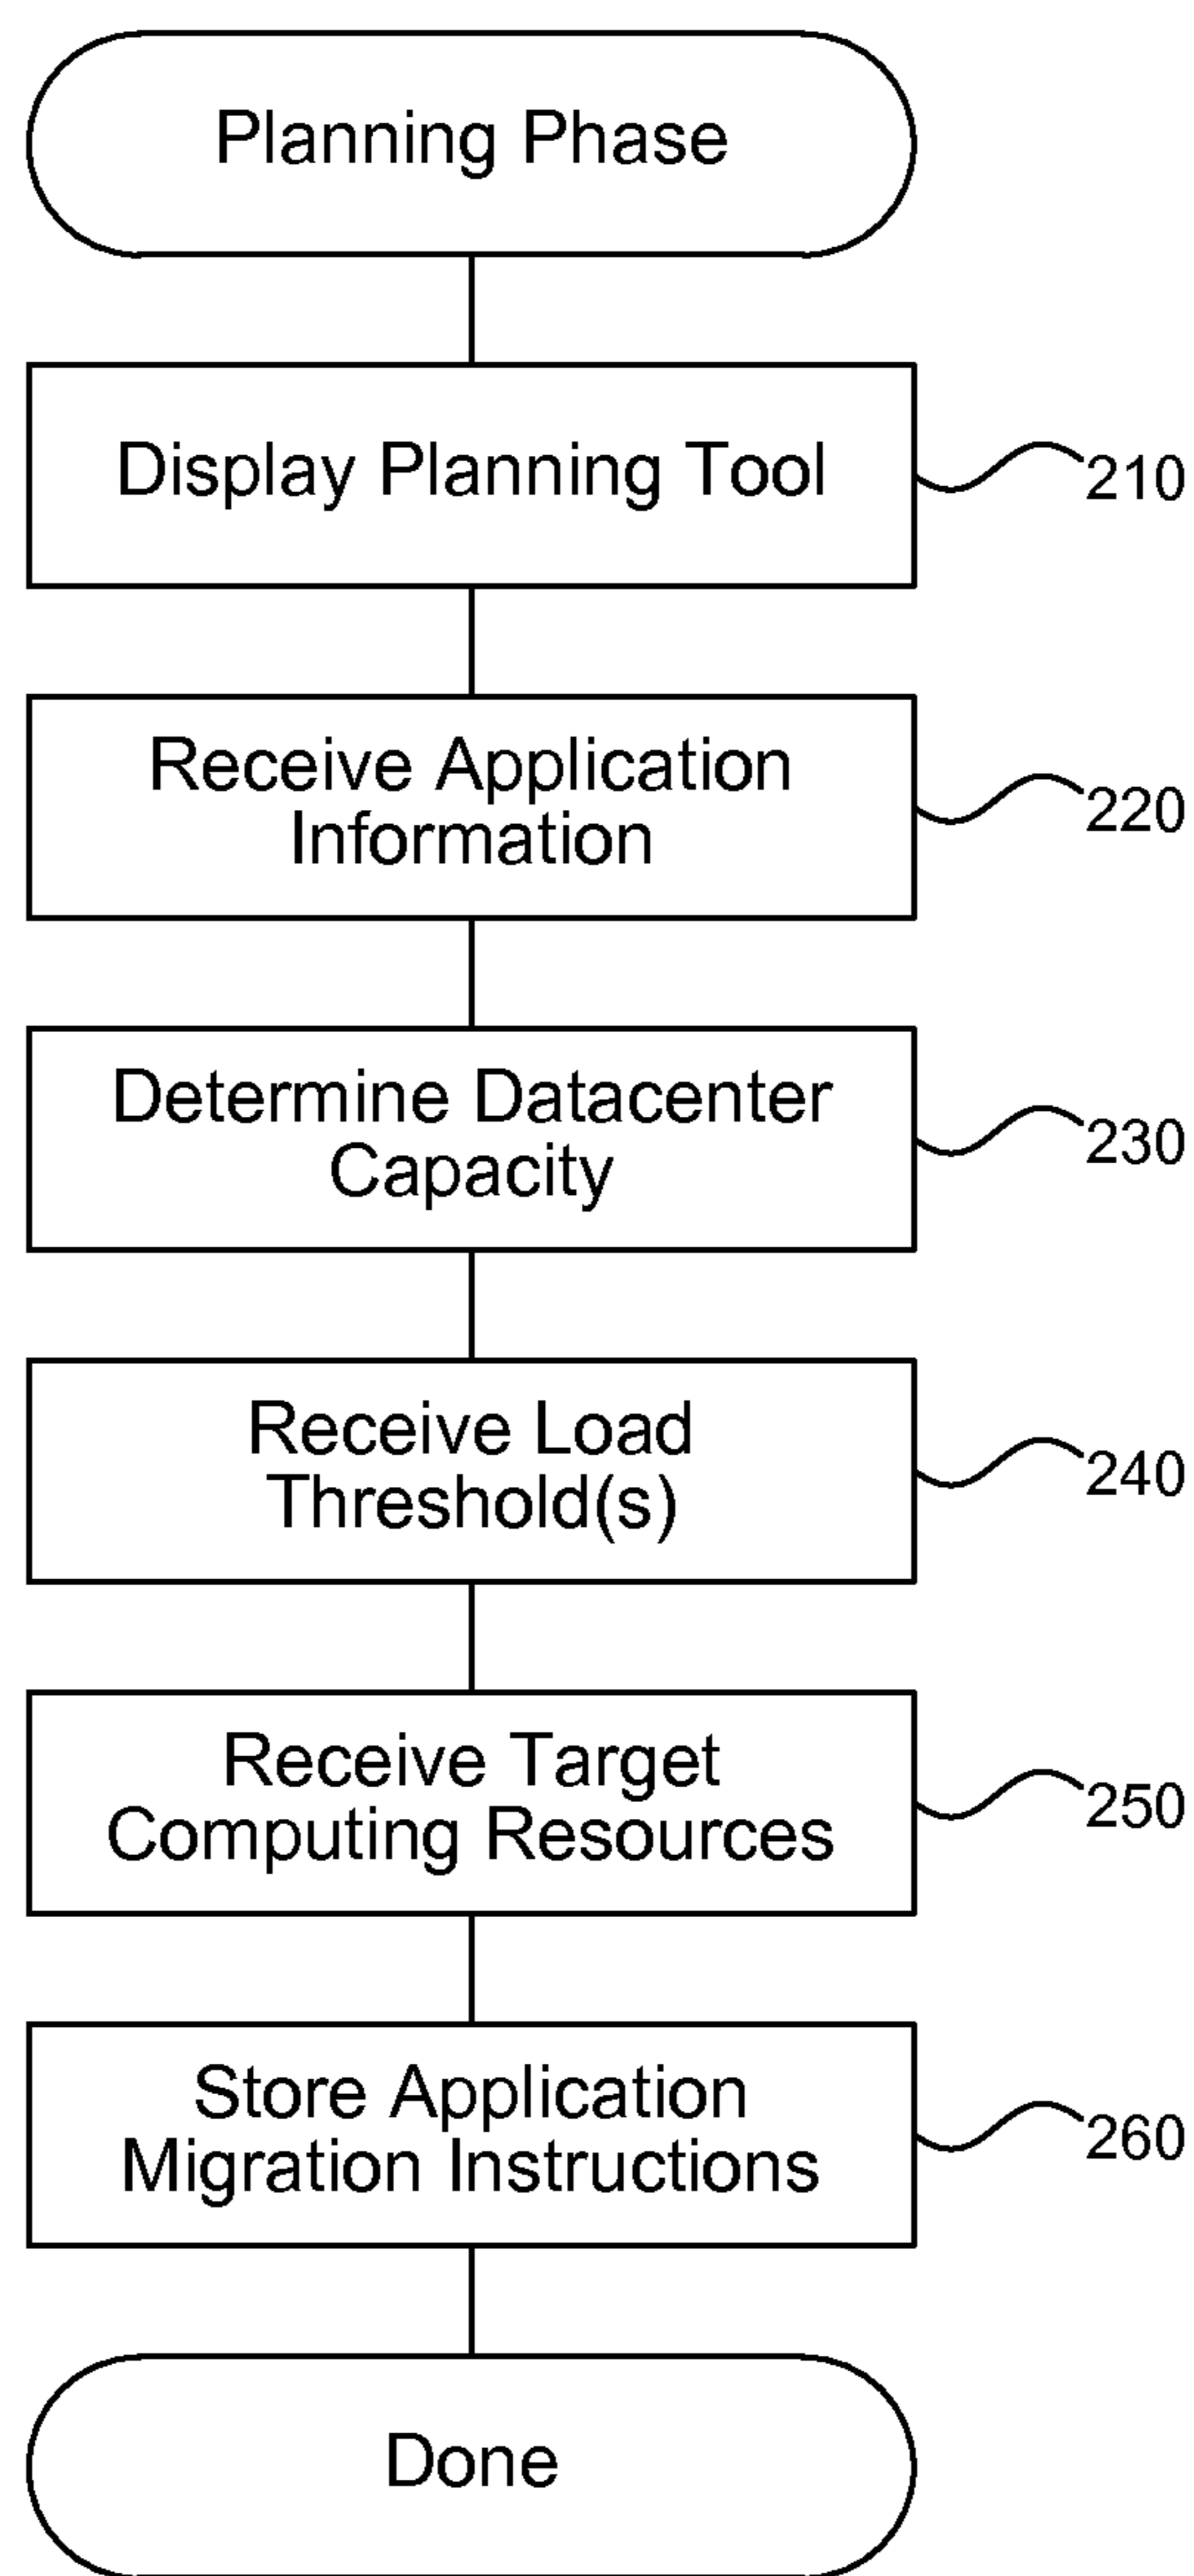 Planning Phase
Display Planning Tool
210
Receive Application
Information
220
Determine Datacenter
Capacity
230
Receive Load
Threshold(s)
240
Receive Target
Computing Resources
250
Store Application
Migration Instructions
260
Done